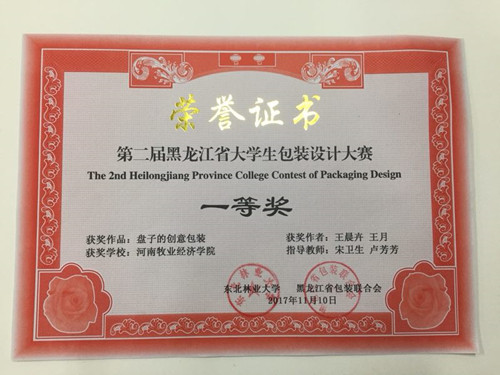 荣誉证书
第二届黑龙江省大学生包装设计大赛
The 2nd Heilongjiang Province College Contest of Packaging Design
一等奖
获奖作品：盘子的创意包装 获奖作者：王晨卉 王月
获奖学校：河南牧业经济学院 指导教师：宋卫生 卢芳芳
东北林业大学 黑龙江省包装联合会
2017年11月10日